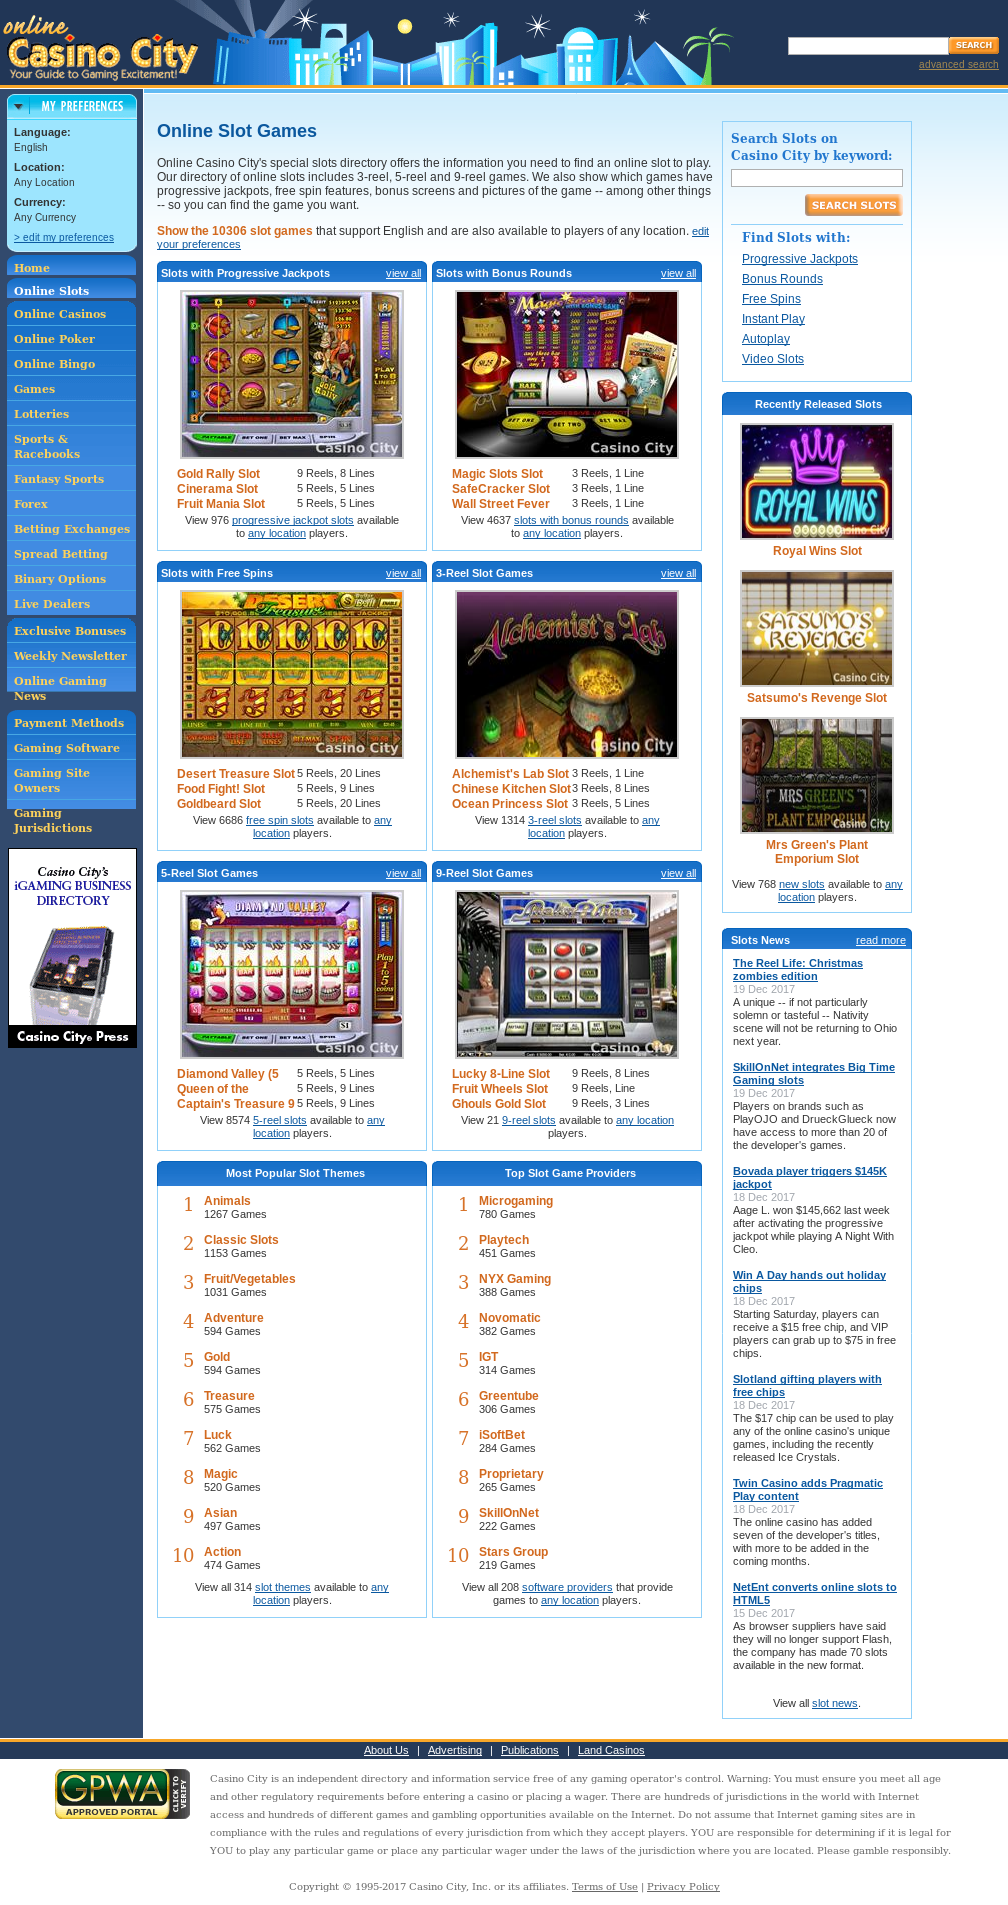 online
Casino City
Your Guide to Gaming Excitement!
SEARCH
advanced search
MY PREFERENCES
Language:
English
Location:
Any Location
Currency:
Any Currency
> edit my preferences
Home
Online Slots
Online Casinos
Online Poker
Online Bingo
Games
Lotteries
Sports &
Racebooks
Fantasy Sports
Forex
Betting Exchanges
Spread Betting
Binary Options
Live Dealers
Exclusive Bonuses
Weekly Newsletter
Online Gaming
News
Payment Methods
Gaming Software
Gaming Site
Owners
Gaming
Jurisdictions
Casino City's
iGAMING BUSINESS
DIRECTORY
Casino City Press
Online Slot Games
Online Casino City's special slots directory offers the information you need to find an online slot to play.
Our directory of online slots includes 3-reel, 5-reel and 9-reel games. We also show which games have
progressive jackpots, free spin features, bonus screens and pictures of the game -- among other things
-- so you can find the game you want.
Show the 10306 slot games that support English and are also available to players of any location. edit
your preferences
Slots with Progressive Jackpots view all
Casino City
Gold Rally Slot 9 Reels, 8 Lines
Cinerama Slot 5 Reels, 5 Lines
Fruit Mania Slot 5 Reels, 5 Lines
View 976 progressive jackpot slots available
to any location players.
Slots with Bonus Rounds view all
Casino City
Magic Slots Slot 3 Reels, 1 Line
SafeCracker Slot 3 Reels, 1 Line
Wall Street Fever 3 Reels, 1 Line
View 4637 slots with bonus rounds available
to any location players.
Slots with Free Spins view all
Desert Treasure
Casino City
Desert Treasure Slot 5 Reels, 20 Lines
Food Fight! Slot 5 Reels, 9 Lines
Goldbeard Slot 5 Reels, 20 Lines
View 6686 free spin slots available to any
location players.
3-Reel Slot Games view all
Alchemist's Lab
Casino City
Alchemist's Lab Slot 3 Reels, 1 Line
Chinese Kitchen Slot 3 Reels, 8 Lines
Ocean Princess Slot 3 Reels, 5 Lines
View 1314 3-reel slots available to any
location players.
5-Reel Slot Games view all
Diamond Valley
Casino City
Diamond Valley (5 5 Reels, 5 Lines
Queen of the 5 Reels, 9 Lines
Captain's Treasure 9 5 Reels, 9 Lines
View 8574 5-reel slots available to any
location players.
9-Reel Slot Games view all
Casino City
Lucky 8-Line Slot 9 Reels, 8 Lines
Fruit Wheels Slot 9 Reels, Line
Ghouls Gold Slot 9 Reels, 3 Lines
View 21 9-reel slots available to any location
players.
Most Popular Slot Themes
1 Animals
1267 Games
2 Classic Slots
1153 Games
3 Fruit/Vegetables
1031 Games
4 Adventure
594 Games
5 Gold
594 Games
6 Treasure
575 Games
7 Luck
562 Games
8 Magic
520 Games
9 Asian
497 Games
10 Action
474 Games
View all 314 slot themes available to any
location players.
Top Slot Game Providers
1 Microgaming
780 Games
2 Playtech
451 Games
3 NYX Gaming
388 Games
4 Novomatic
382 Games
5 IGT
314 Games
6 Greentube
306 Games
7 iSoftBet
284 Games
8 Proprietary
265 Games
9 SkillOnNet
222 Games
10 Stars Group
219 Games
View all 208 software providers that provide
games to any location players.
Search Slots on
Casino City by keyword:
SEARCH SLOTS
Find Slots with:
Progressive Jackpots
Bonus Rounds
Free Spins
Instant Play
Autoplay
Video Slots
Recently Released Slots
ROYAL WINS
Casino City
Royal Wins Slot
SATSUMO'S
REVENGE
Casino City
Satsumo's Revenge Slot
MRS GREEN'S
PLANT EMPORIUM
Casino City
Mrs Green's Plant
Emporium Slot
View 768 new slots available to any
location players.
Slots News read more
The Reel Life: Christmas
zombies edition
19 Dec 2017
A unique -- if not particularly
solemn or tasteful -- Nativity
scene will not be returning to Ohio
next year.
SkillOnNet integrates Big Time
Gaming slots
19 Dec 2017
Players on brands such as
PlayOJO and DrueckGlueck now
have access to more than 20 of
the developer's games.
Bovada player triggers $145K
jackpot
18 Dec 2017
Aage L. won $145,662 last week
after activating the progressive
jackpot while playing A Night With
Cleo.
Win A Day hands out holiday
chips
18 Dec 2017
Starting Saturday, players can
receive a $15 free chip, and VIP
players can grab up to $75 in free
chips.
Slotland gifting players with
free chips
18 Dec 2017
The $17 chip can be used to play
any of the online casino's unique
games, including the recently
released Ice Crystals.
Twin Casino adds Pragmatic
Play content
18 Dec 2017
The online casino has added
seven of the developer's titles,
with more to be added in the
coming months.
NetEnt converts online slots to
HTML5
15 Dec 2017
As browser suppliers have said
they will no longer support Flash,
the company has made 70 slots
available in the new format.
View all slot news.
About Us | Advertising | Publications | Land Casinos
GPWA
APPROVED PORTAL
CLICK TO
VERIFY
Casino City is an independent directory and information service free of any gaming operator's control. Warning: You must ensure you meet all age
and other regulatory requirements before entering a casino or placing a wager. There are hundreds of jurisdictions in the world with Internet
access and hundreds of different games and gambling opportunities available on the Internet. Do not assume that Internet gaming sites are in
compliance with the rules and regulations of every jurisdiction from which they accept players. YOU are responsible for determining if it is legal for
YOU to play any particular game or place any particular wager under the laws of the jurisdiction where you are located. Please gamble responsibly.
Copyright © 1995-2017 Casino City, Inc. or its affiliates. Terms of Use | Privacy Policy